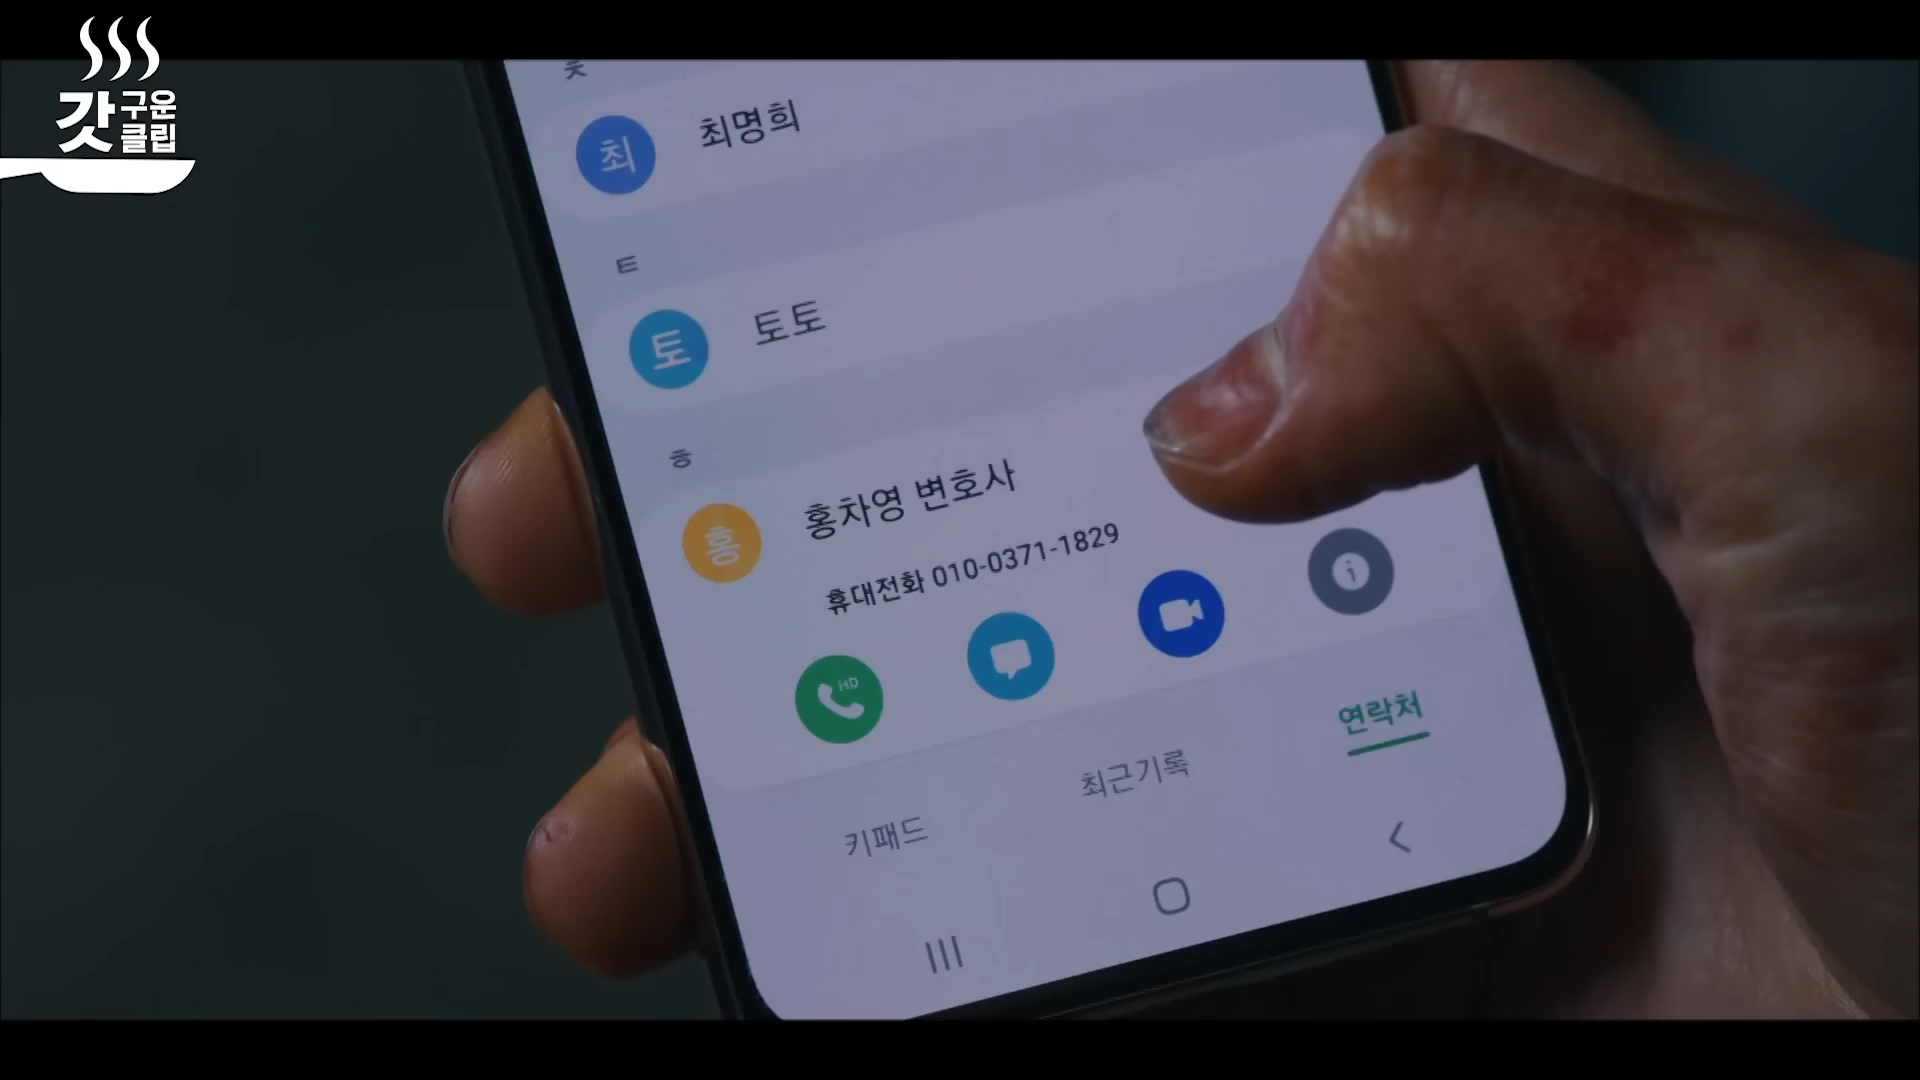 갓구운
클립
ㅊ
최 최명희
ㅌ
토 토토
ㅎ
홍 홍차영 변호사
휴대전화 010-0371-1829
HD
키패드 최근기록 연락처